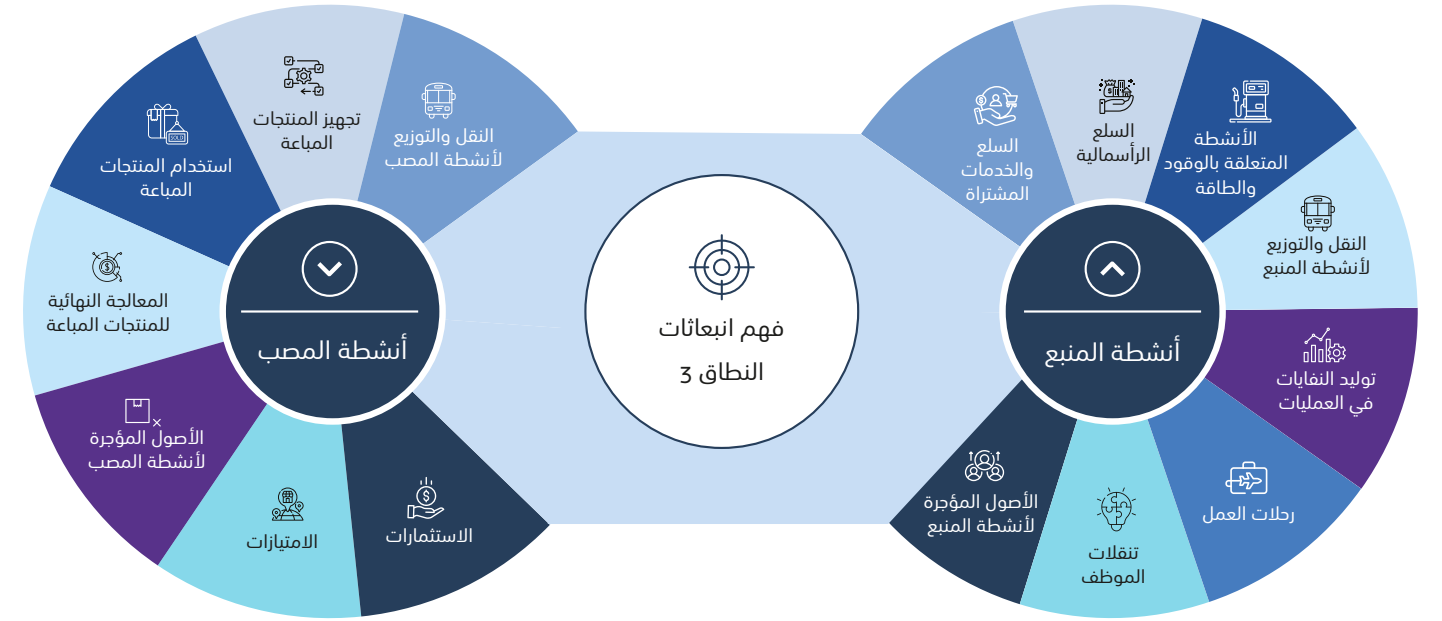 السلع
والخدمات
المشتراة
السلع
الرأسمالية
الأنشطة
المتعلقة بالوقود
والطاقة
النقل والتوزيع
لأنشطة المنبع
توليد النفايات
في العمليات
رحلات العمل
تنقلات
الموظف
الأصول المؤجرة
لأنشطة المنبع
أنشطة المنبع
فهم انبعاثات
النطاق 3
أنشطة المصب
النقل والتوزيع
لأنشطة المصب
تجهيز المنتجات
المباعة
SOLD
استخدام المنتجات
المباعة
المعالجة النهائية
للمنتجات المباعة
الأصول المؤجرة
لأنشطة المصب
الامتيازات
الاستثمارات